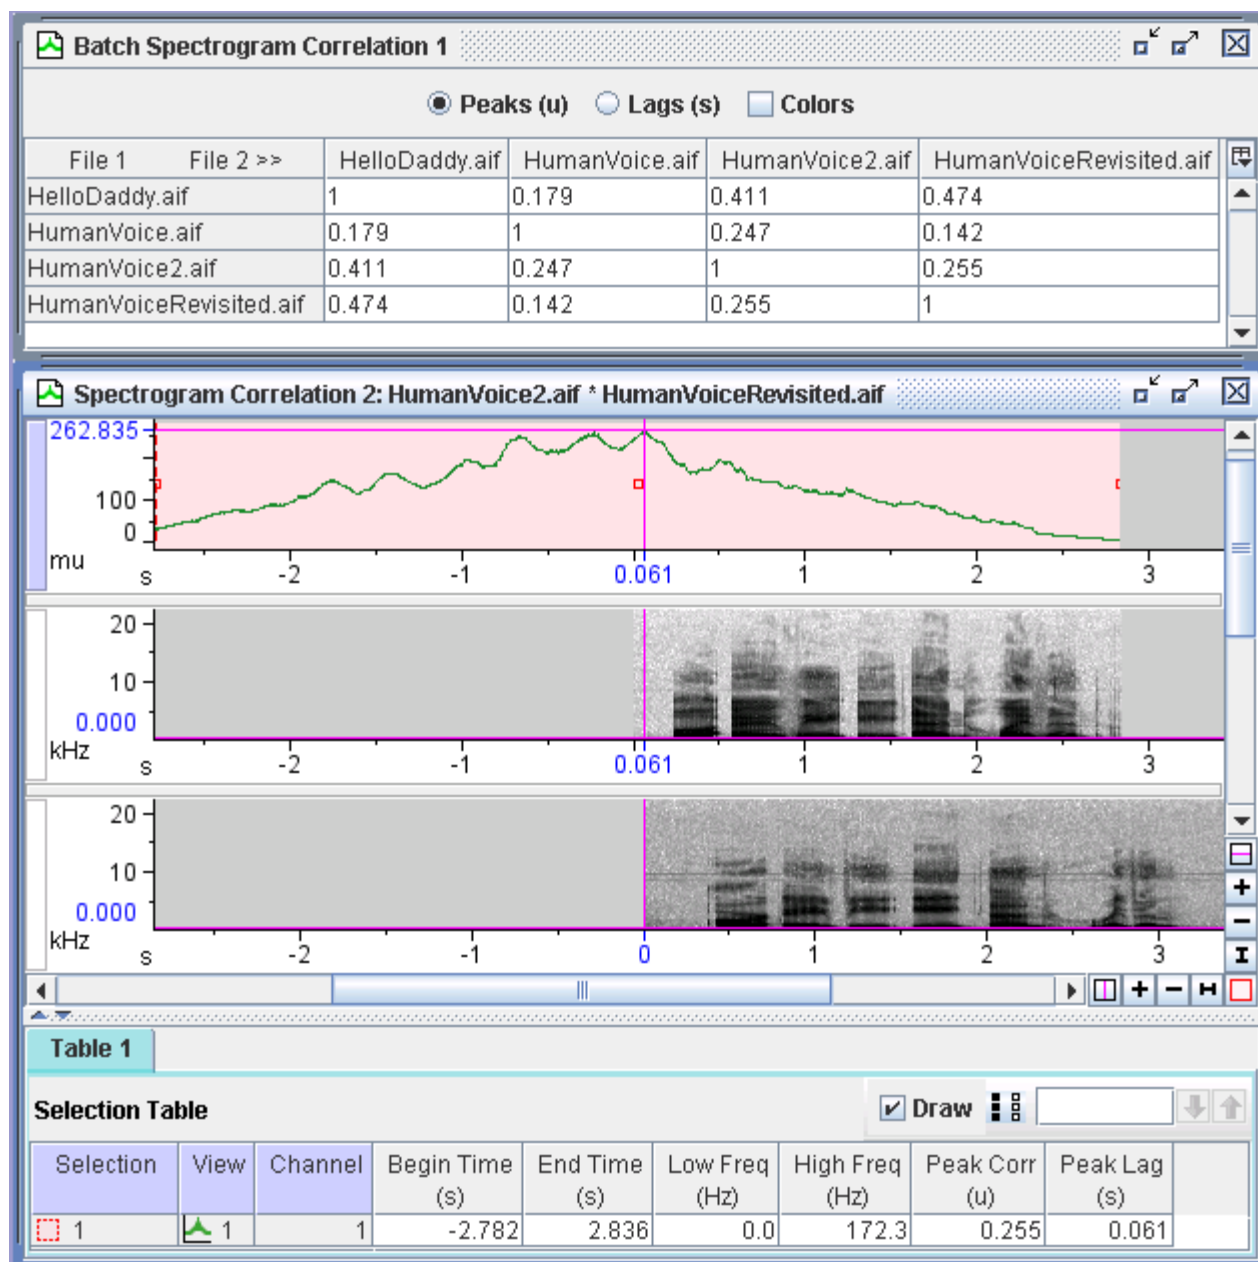 Batch Spectrogram Correlation 1
Peaks (u) Lags (s) Colors
File 1 File 2 >> HelloDaddy.aif HumanVoice.aif HumanVoice2.aif HumanVoiceRevisited.aif
HelloDaddy.aif 1 0.179 0.411 0.474
HumanVoice.aif 0.179 1 0.247 0.142
HumanVoice2.aif 0.411 0.247 1 0.255
HumanVoiceRevisited.aif 0.474 0.142 0.255 1
Spectrogram Correlation 2: HumanVoice2.aif * HumanVoiceRevisited.aif
262.835
100
0
mu
s -2 -1 0.061 1 2 3
20
10
0.000
kHz
s -2 -1 0.061 1 2 3
20
10
0.000
kHz
s -2 -1 0 1 2 3
Table 1
Selection Table Draw
Selection View Channel Begin Time (s) End Time (s) Low Freq (Hz) High Freq (Hz) Peak Corr (u) Peak Lag (s)
1 1 1 -2.782 2.836 0.0 172.3 0.255 0.061